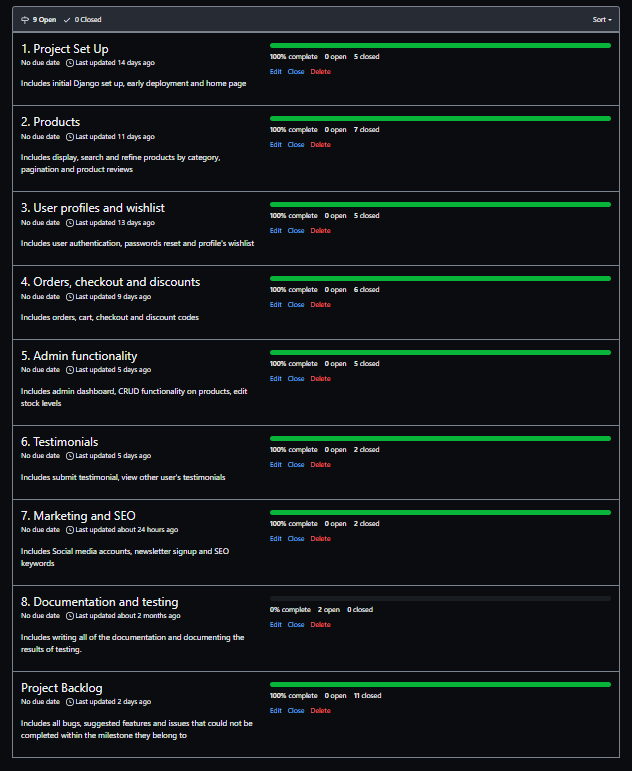 9 Open 0 Closed Sort
1. Project Set Up
No due date Last updated 14 days ago
Includes initial Django set up, early deployment and home page
100% complete 0 open 5 closed
Edit Close Delete
2. Products
No due date Last updated 11 days ago
Includes display, search and refine products by category,
pagination and product reviews
100% complete 0 open 7 closed
Edit Close Delete
3. User profiles and wishlist
No due date Last updated 13 days ago
Includes user authentication, passwords reset and profile's wishlist
100% complete 0 open 5 closed
Edit Close Delete
4. Orders, checkout and discounts
No due date Last updated 9 days ago
Includes orders, cart, checkout and discount codes
100% complete 0 open 6 closed
Edit Close Delete
5. Admin functionality
No due date Last updated 5 days ago
Includes admin dashboard, CRUD functionality on products, edit
stock levels
100% complete 0 open 5 closed
Edit Close Delete
6. Testimonials
No due date Last updated 5 days ago
Includes submit testimonial, view other user's testimonials
100% complete 0 open 2 closed
Edit Close Delete
7. Marketing and SEO
No due date Last updated about 24 hours ago
Includes Social media accounts, newsletter signup and SEO
keywords
100% complete 0 open 2 closed
Edit Close Delete
8. Documentation and testing
No due date Last updated about 2 months ago
Includes writing all of the documentation and documenting the
results of testing.
0% complete 2 open 0 closed
Edit Close Delete
Project Backlog
No due date Last updated 2 days ago
Includes all bugs, suggested features and issues that could not be
completed within the milestone they belong to
100% complete 0 open 11 closed
Edit Close Delete